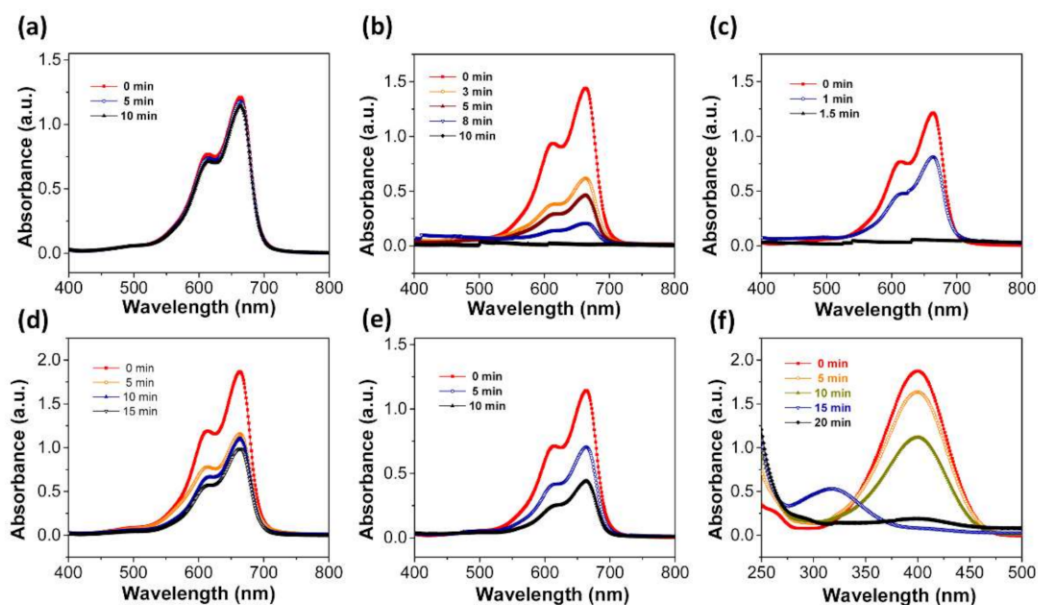 (a)
Absorbance (a.u.)
1.5
1.0
0.5
0.0
0 min
5 min
10 min
400 500 600 700 800
Wavelength (nm)
(b)
Absorbance (a.u.)
1.5
1.0
0.5
0.0
0 min
3 min
5 min
8 min
10 min
400 500 600 700 800
Wavelength (nm)
(c)
Absorbance (a.u.)
1.5
1.0
0.5
0.0
0 min
1 min
1.5 min
400 500 600 700 800
Wavelength (nm)
(d)
Absorbance (a.u.)
2.0
1.5
1.0
0.5
0.0
0 min
5 min
10 min
15 min
400 500 600 700 800
Wavelength (nm)
(e)
Absorbance (a.u.)
1.5
1.0
0.5
0.0
0 min
5 min
10 min
400 500 600 700 800
Wavelength (nm)
(f)
Absorbance (a.u.)
2.0
1.5
1.0
0.5
0.0
0 min
5 min
10 min
15 min
20 min
250 300 350 400 450 500
Wavelength (nm)